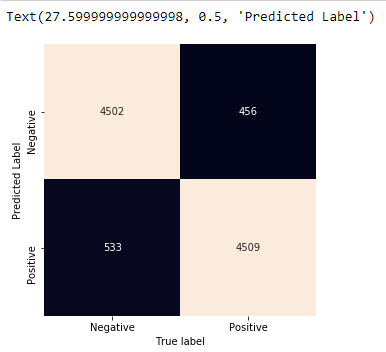 Text(27.599999999999998, 0.5, 'Predicted Label')
Negative
4502
456
Predicted Label
Positive
533
4509
Negative
Positive
True label